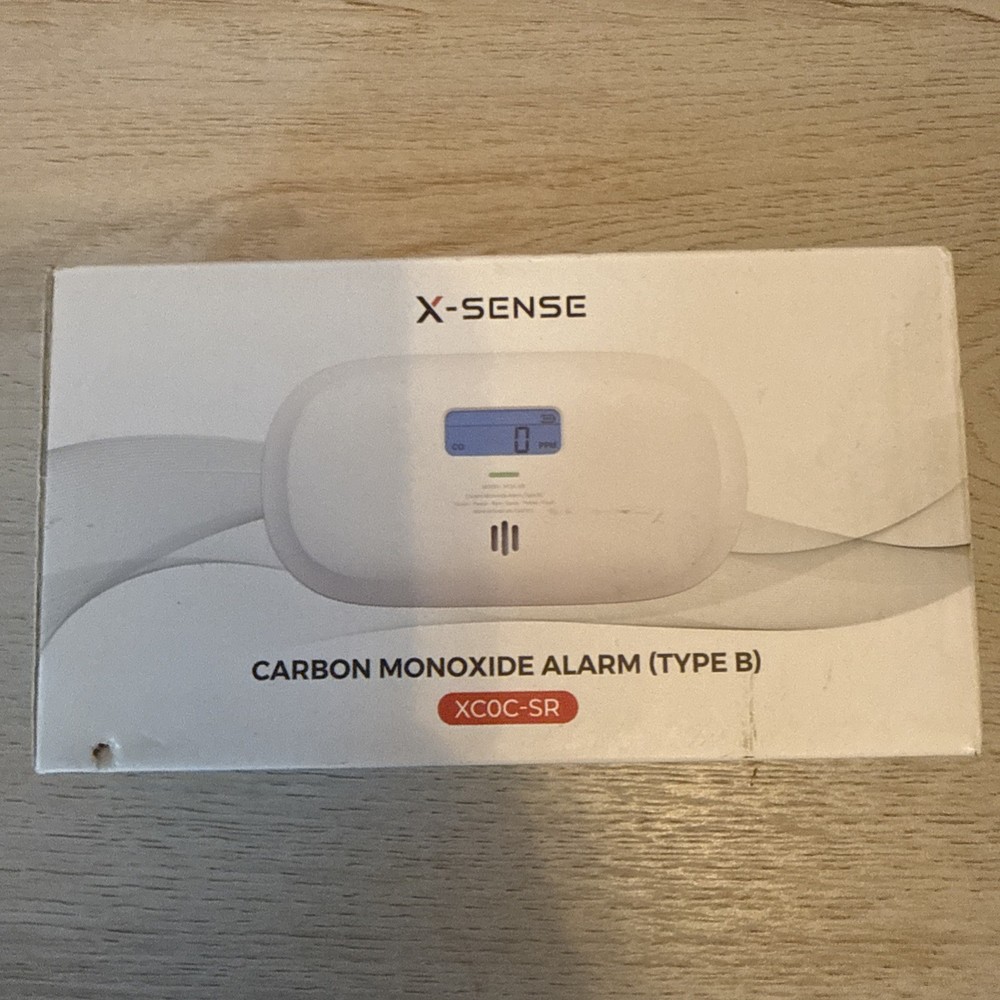 X-SENSE
0
CO PPM
CARBON MONOXIDE ALARM (TYPE B)
XC0C-SR